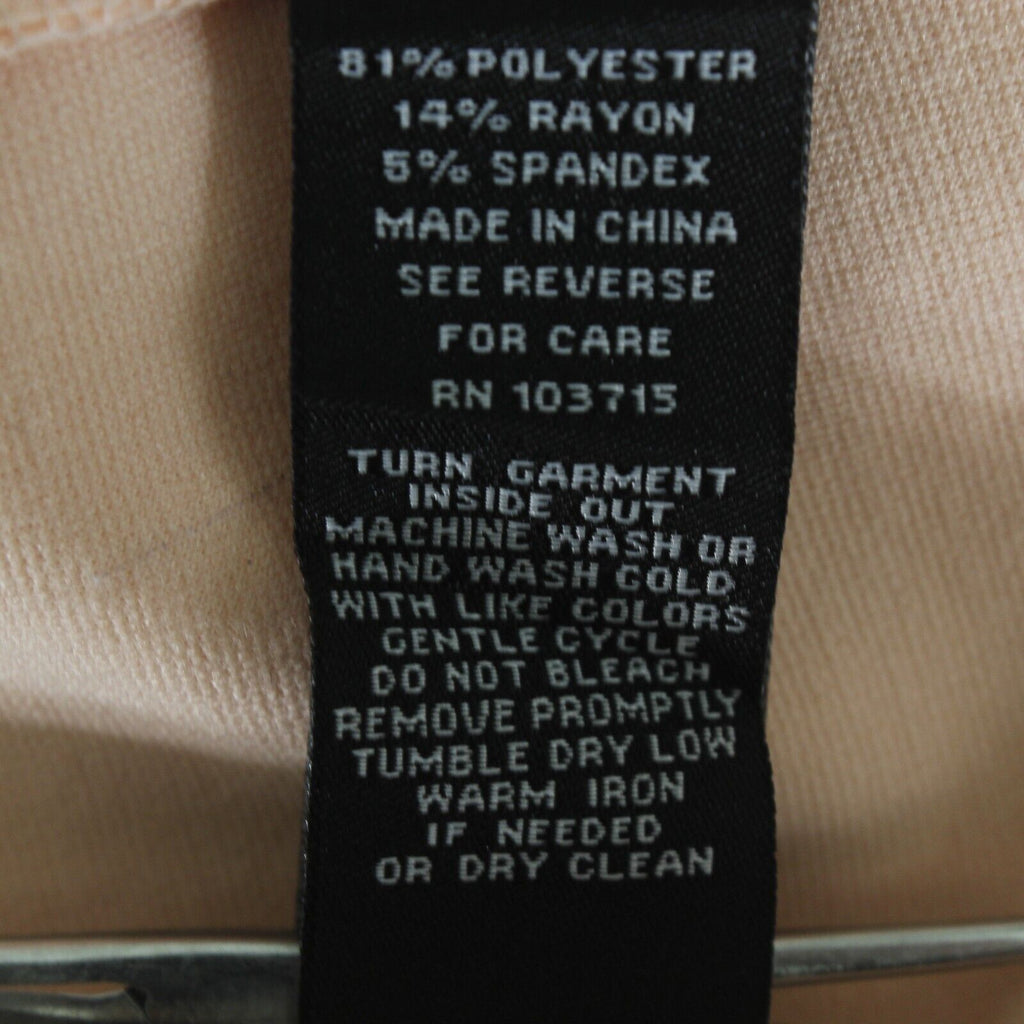 81% POLYESTER
14% RAYON
5% SPANDEX
MADE IN CHINA
SEE REVERSE
FOR CARE
RN 103715
TURN GARMENT
INSIDE OUT
MACHINE WASH OR
HAND WASH COLD
WITH LIKE COLORS
GENTLE CYCLE
DO NOT BLEACH
REMOVE PROMPTLY
TUMBLE DRY LOW
WARM IRON
IF NEEDED
OR DRY CLEAN